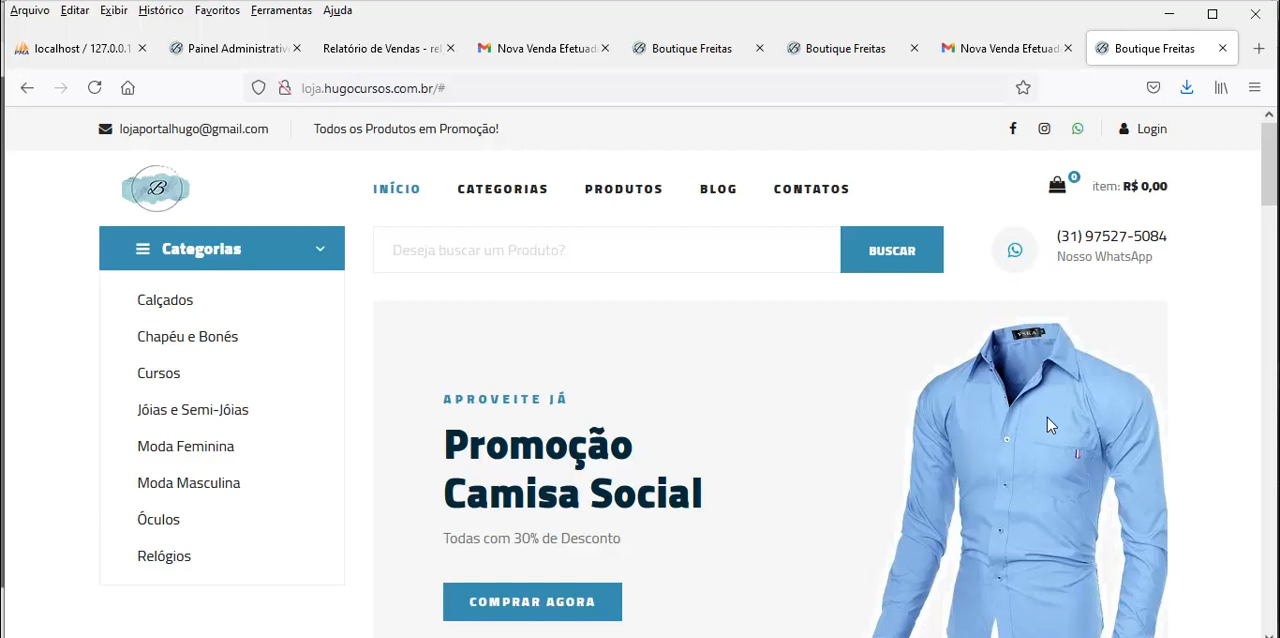 Arquivo Editar Exibir Histórico Favoritos Ferramentas Ajuda
localhost / 127.0.0.1 Painel Administrativ Relatório de Vendas - rel Nova Venda Efetuad Boutique Freitas Boutique Freitas Nova Venda Efetuad Boutique Freitas
loja.hugocursos.com.br/#
lojaportalhugo@gmail.com Todos os Produtos em Promoção! Login
B
INÍCIO CATEGORIAS PRODUTOS BLOG CONTATOS 0 item: R$ 0,00
Categorias Deseja buscar um Produto? BUSCAR (31) 97527-5084
Nosso WhatsApp
Calçados
Chapéu e Bonés
Cursos
Jóias e Semi-Jóias
Moda Feminina
Moda Masculina
Óculos
Relógios
APROVEITE JÁ
Promoção
Camisa Social
Todas com 30% de Desconto
COMPRAR AGORA